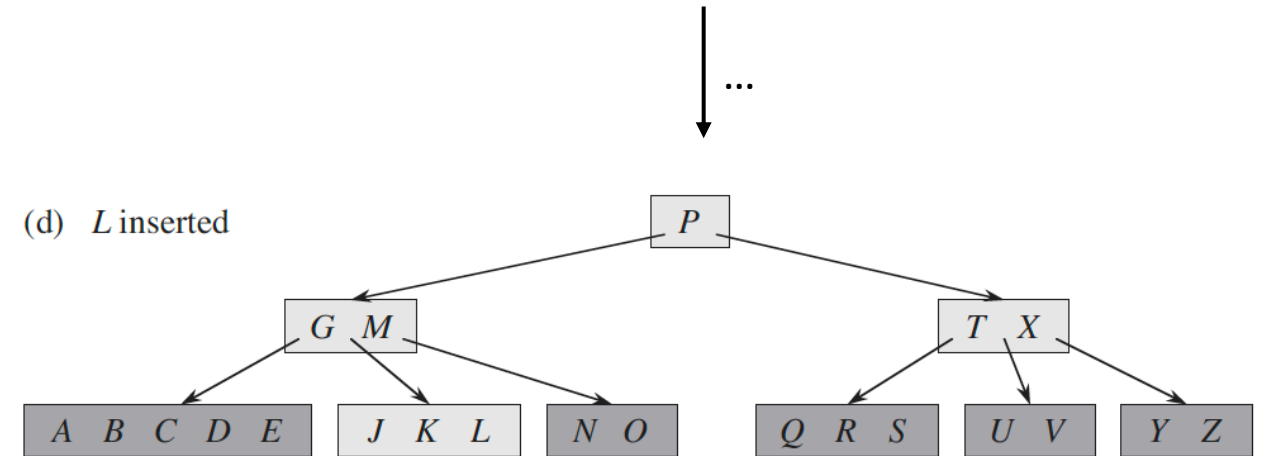 ...
(d) L inserted
P
G M
T X
A B C D E
J K L
N O
Q R S
U V
Y Z